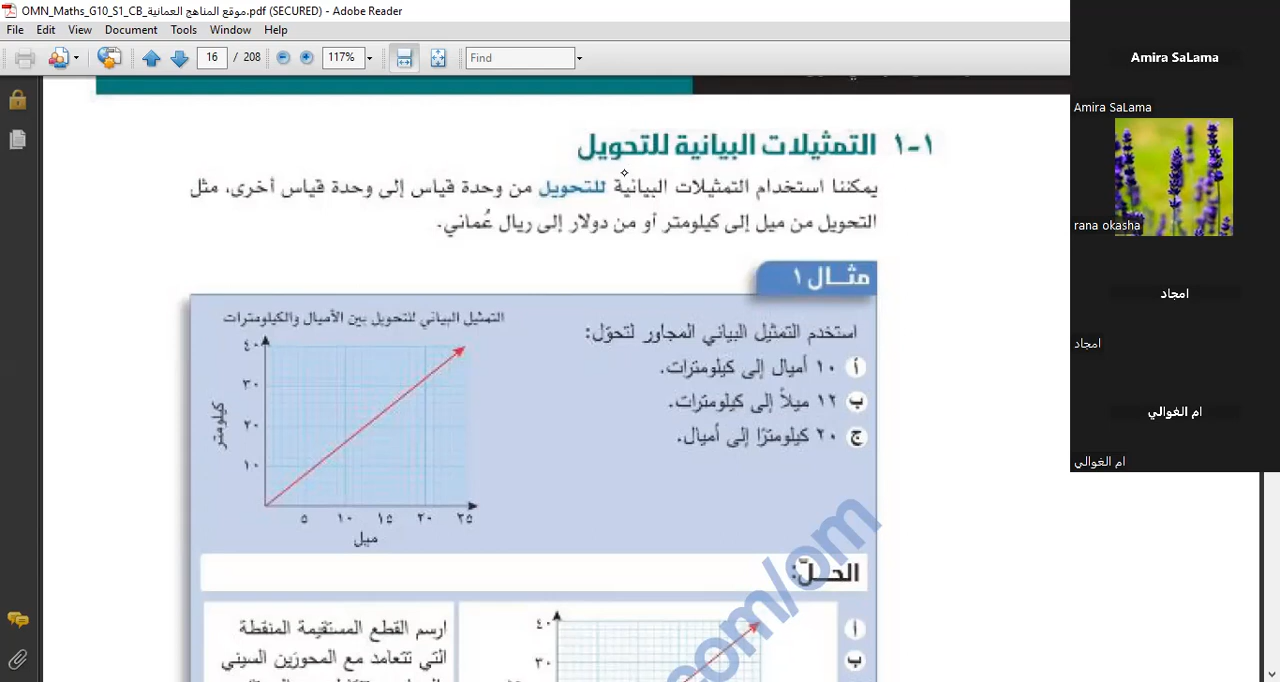 OMN_Maths_G10_S1_CB_موقع المناهج العمانية.pdf (SECURED) - Adobe Reader
File Edit View Document Tools Window Help
16 / 208 117% Find
١-١ التمثيلات البيانية للتحويل
يمكننا استخدام التمثيلات البيانية للتحويل من وحدة قياس إلى وحدة قياس أخرى، مثل
التحويل من ميل إلى كيلومتر أو من دولار إلى ريال عُماني.
مثـــال ١
استخدم التمثيل البياني المجاور لتحوّل:
أ ١٠ أميال إلى كيلومترات.
ب ١٢ ميلاً إلى كيلومترات.
ج ٢٠ كيلومترًا إلى أميال.
التمثيل البياني للتحويل بين الأميال والكيلومترات
٤٠
٣٠
٢٠
١٠
كيلومتر
٥ ١٠ ١٥ ٢٠ ٢٥
ميل
الحــلّ:
أ
ب
٤٠
٣٠
ارسم القطع المستقيمة المنقطة
التي تتعامد مع المحورَين السيني
com/om
Amira SaLama
Amira SaLama
rana okasha
امجاد
امجاد
ام الغوالي
ام الغوالي